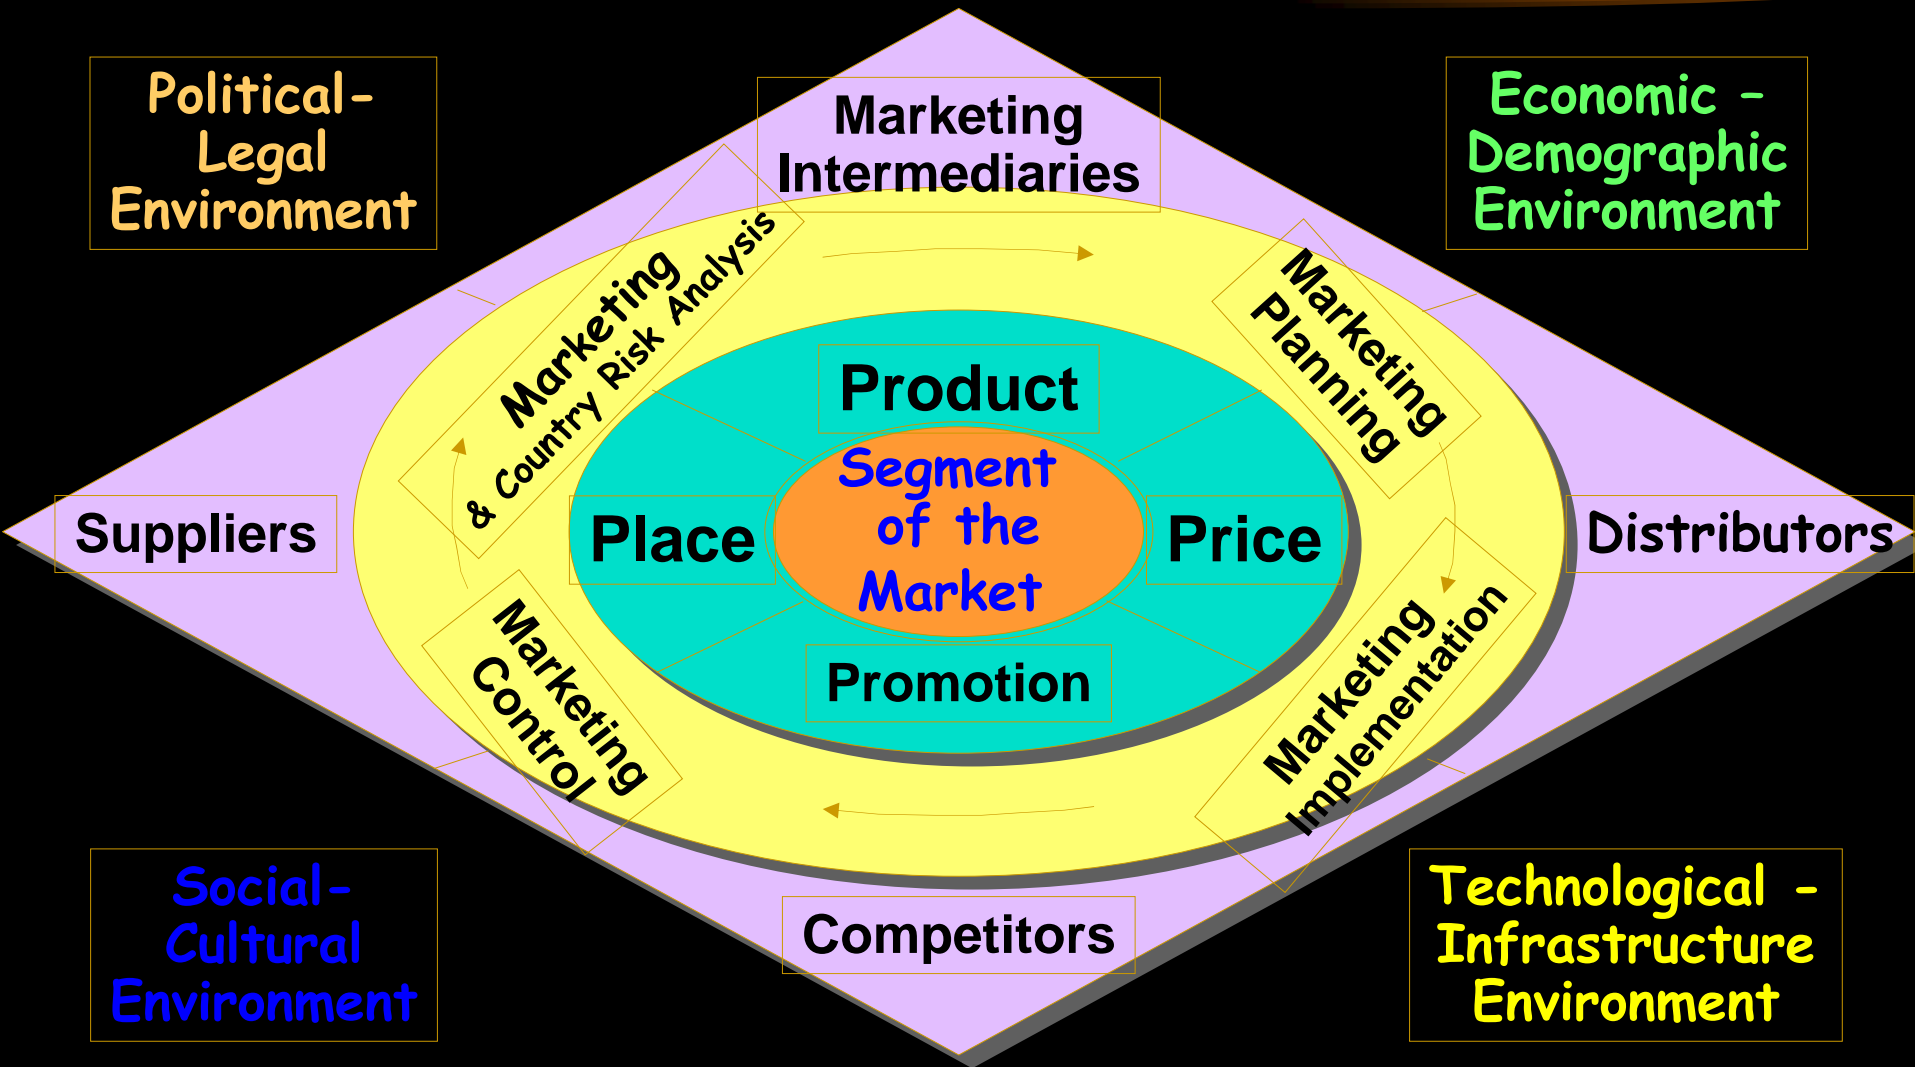 Political-
Legal
Environment
Marketing
Intermediaries
Economic –
Demographic
Environment
Marketing
& Country Risk Analysis
Marketing
Planning
Product
Segment
of the
Market
Suppliers
Place
Price
Distributors
Promotion
Marketing
Control
Marketing
Implementation
Competitors
Social-
Cultural
Environment
Technological -
Infrastructure
Environment